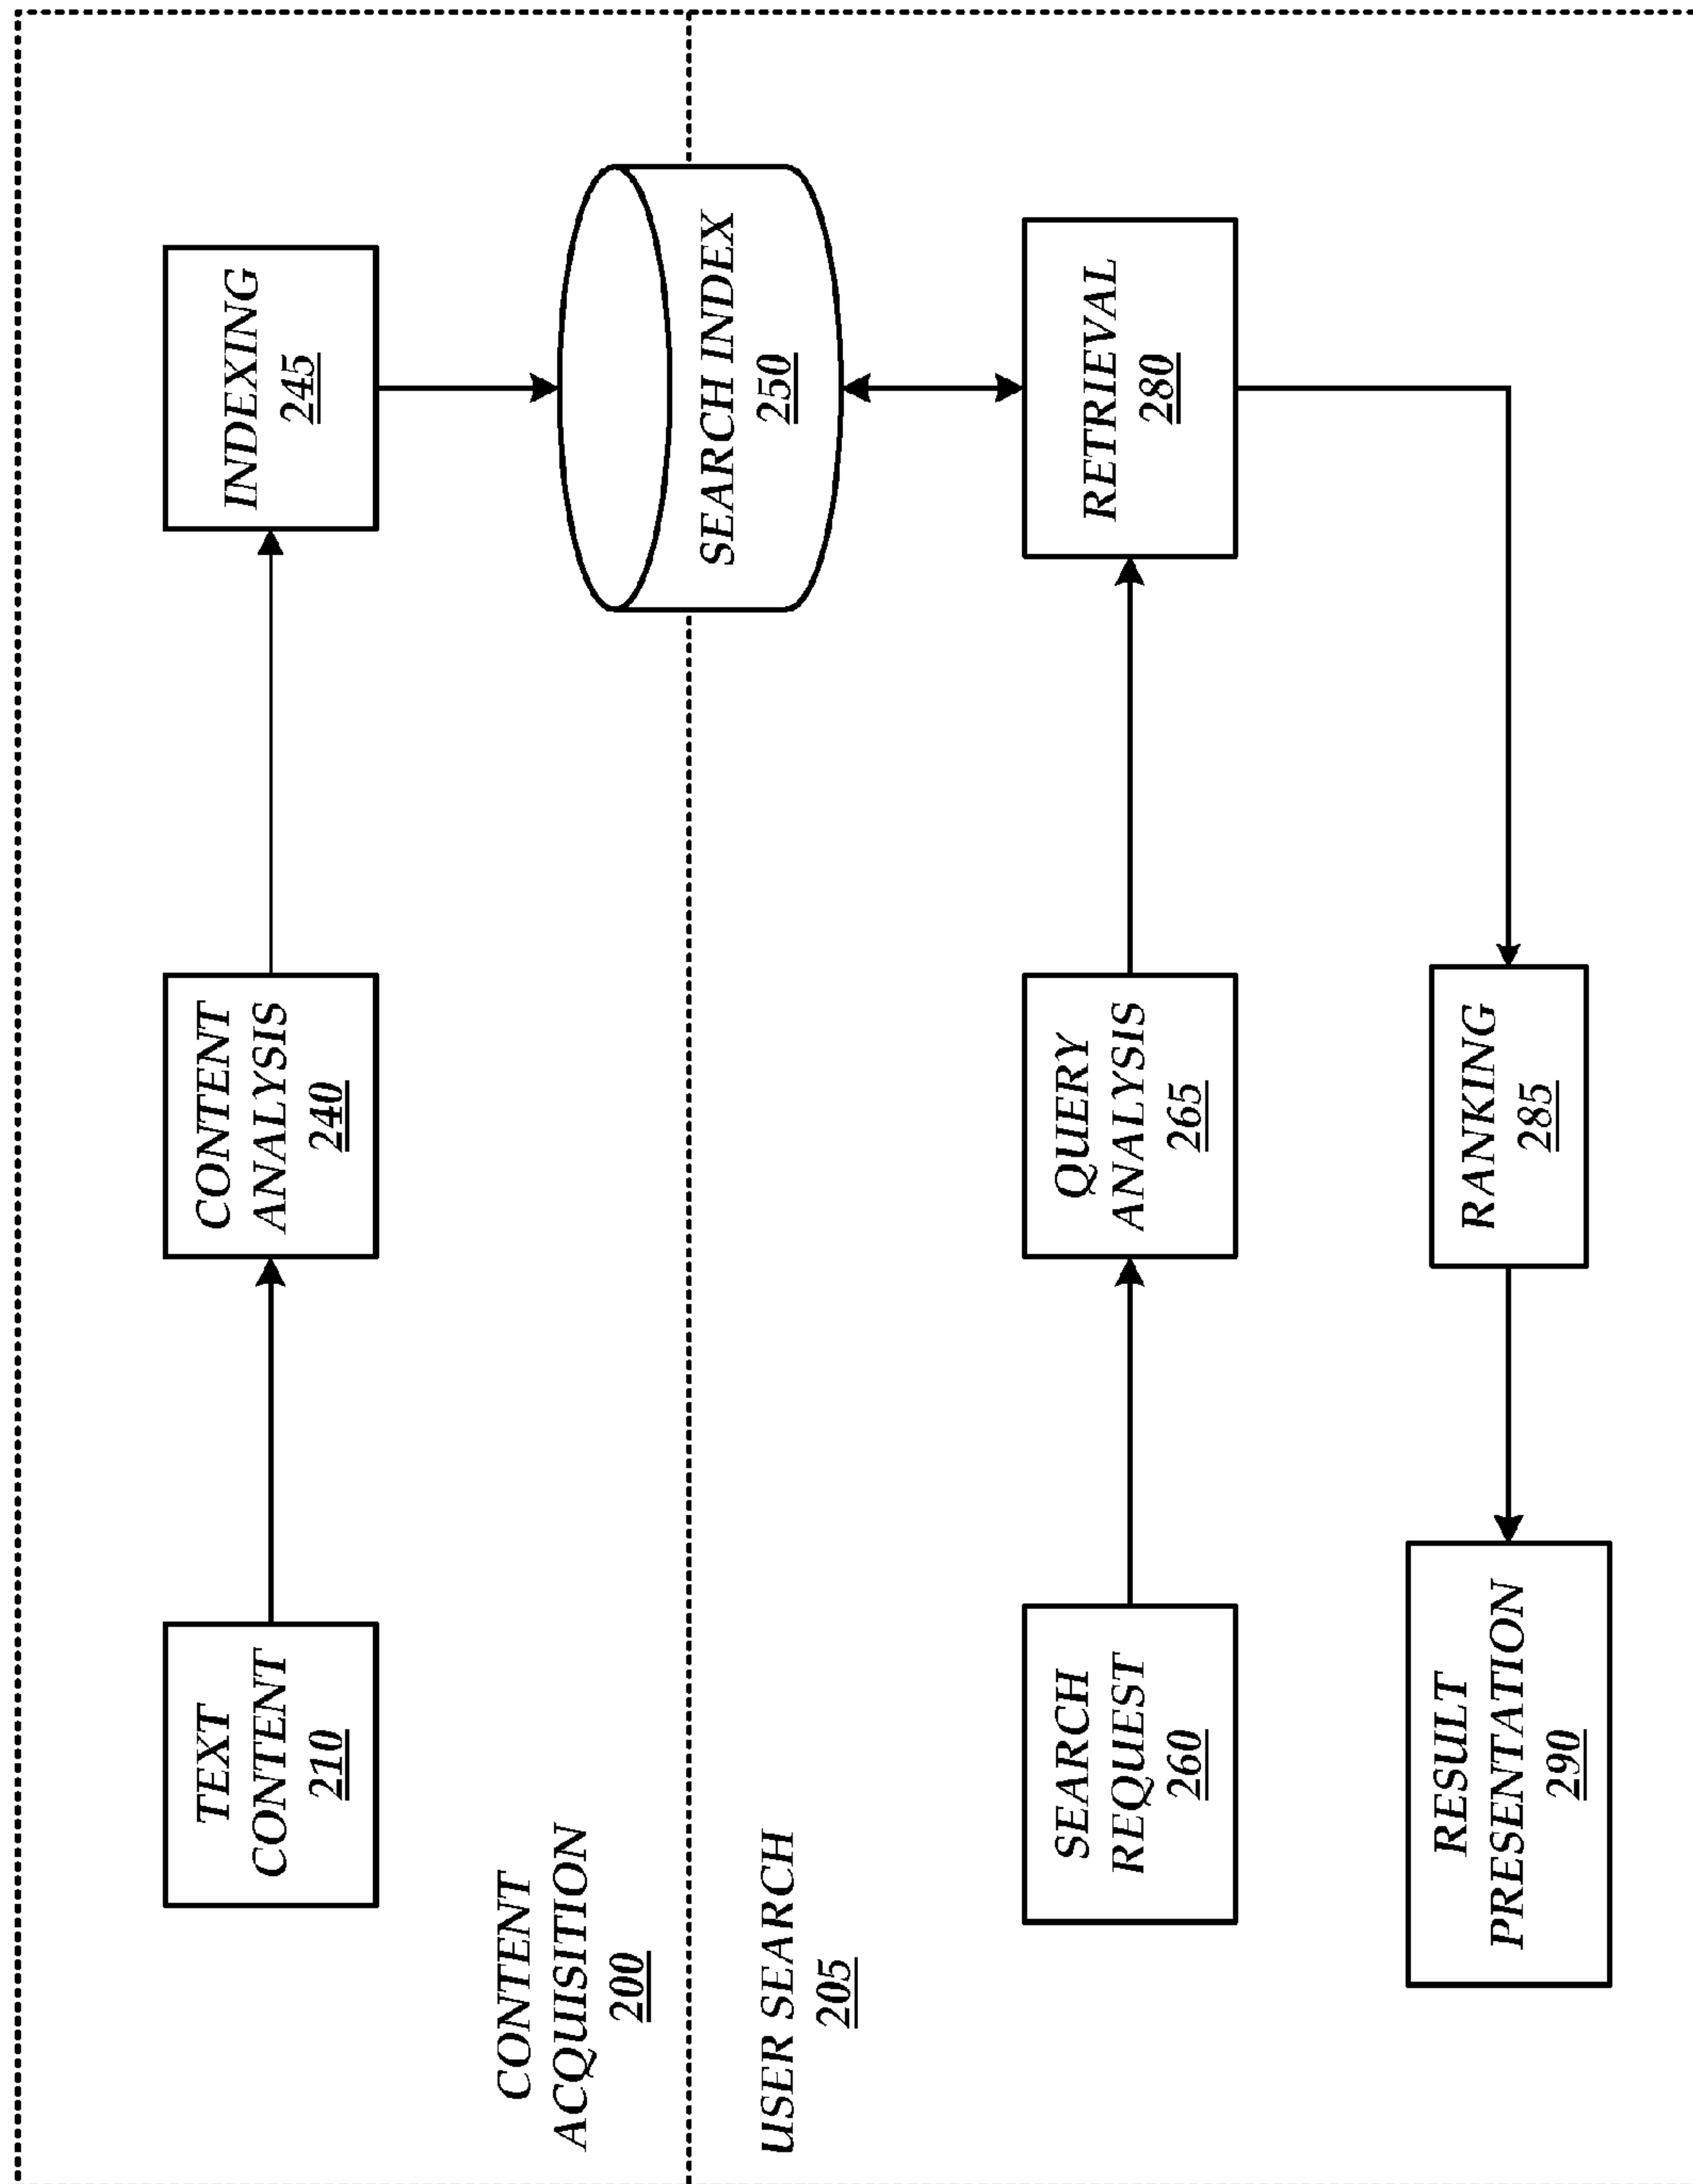 TEXT
CONTENT
210
CONTENT
ANALYSIS
240
INDEXING
245
CONTENT
ACQUISITION
200
SEARCH INDEX
250
USER SEARCH
205
SEARCH
REQUEST
260
QUERY
ANALYSIS
265
RETRIEVAL
280
RESULT
PRESENTATION
290
RANKING
285